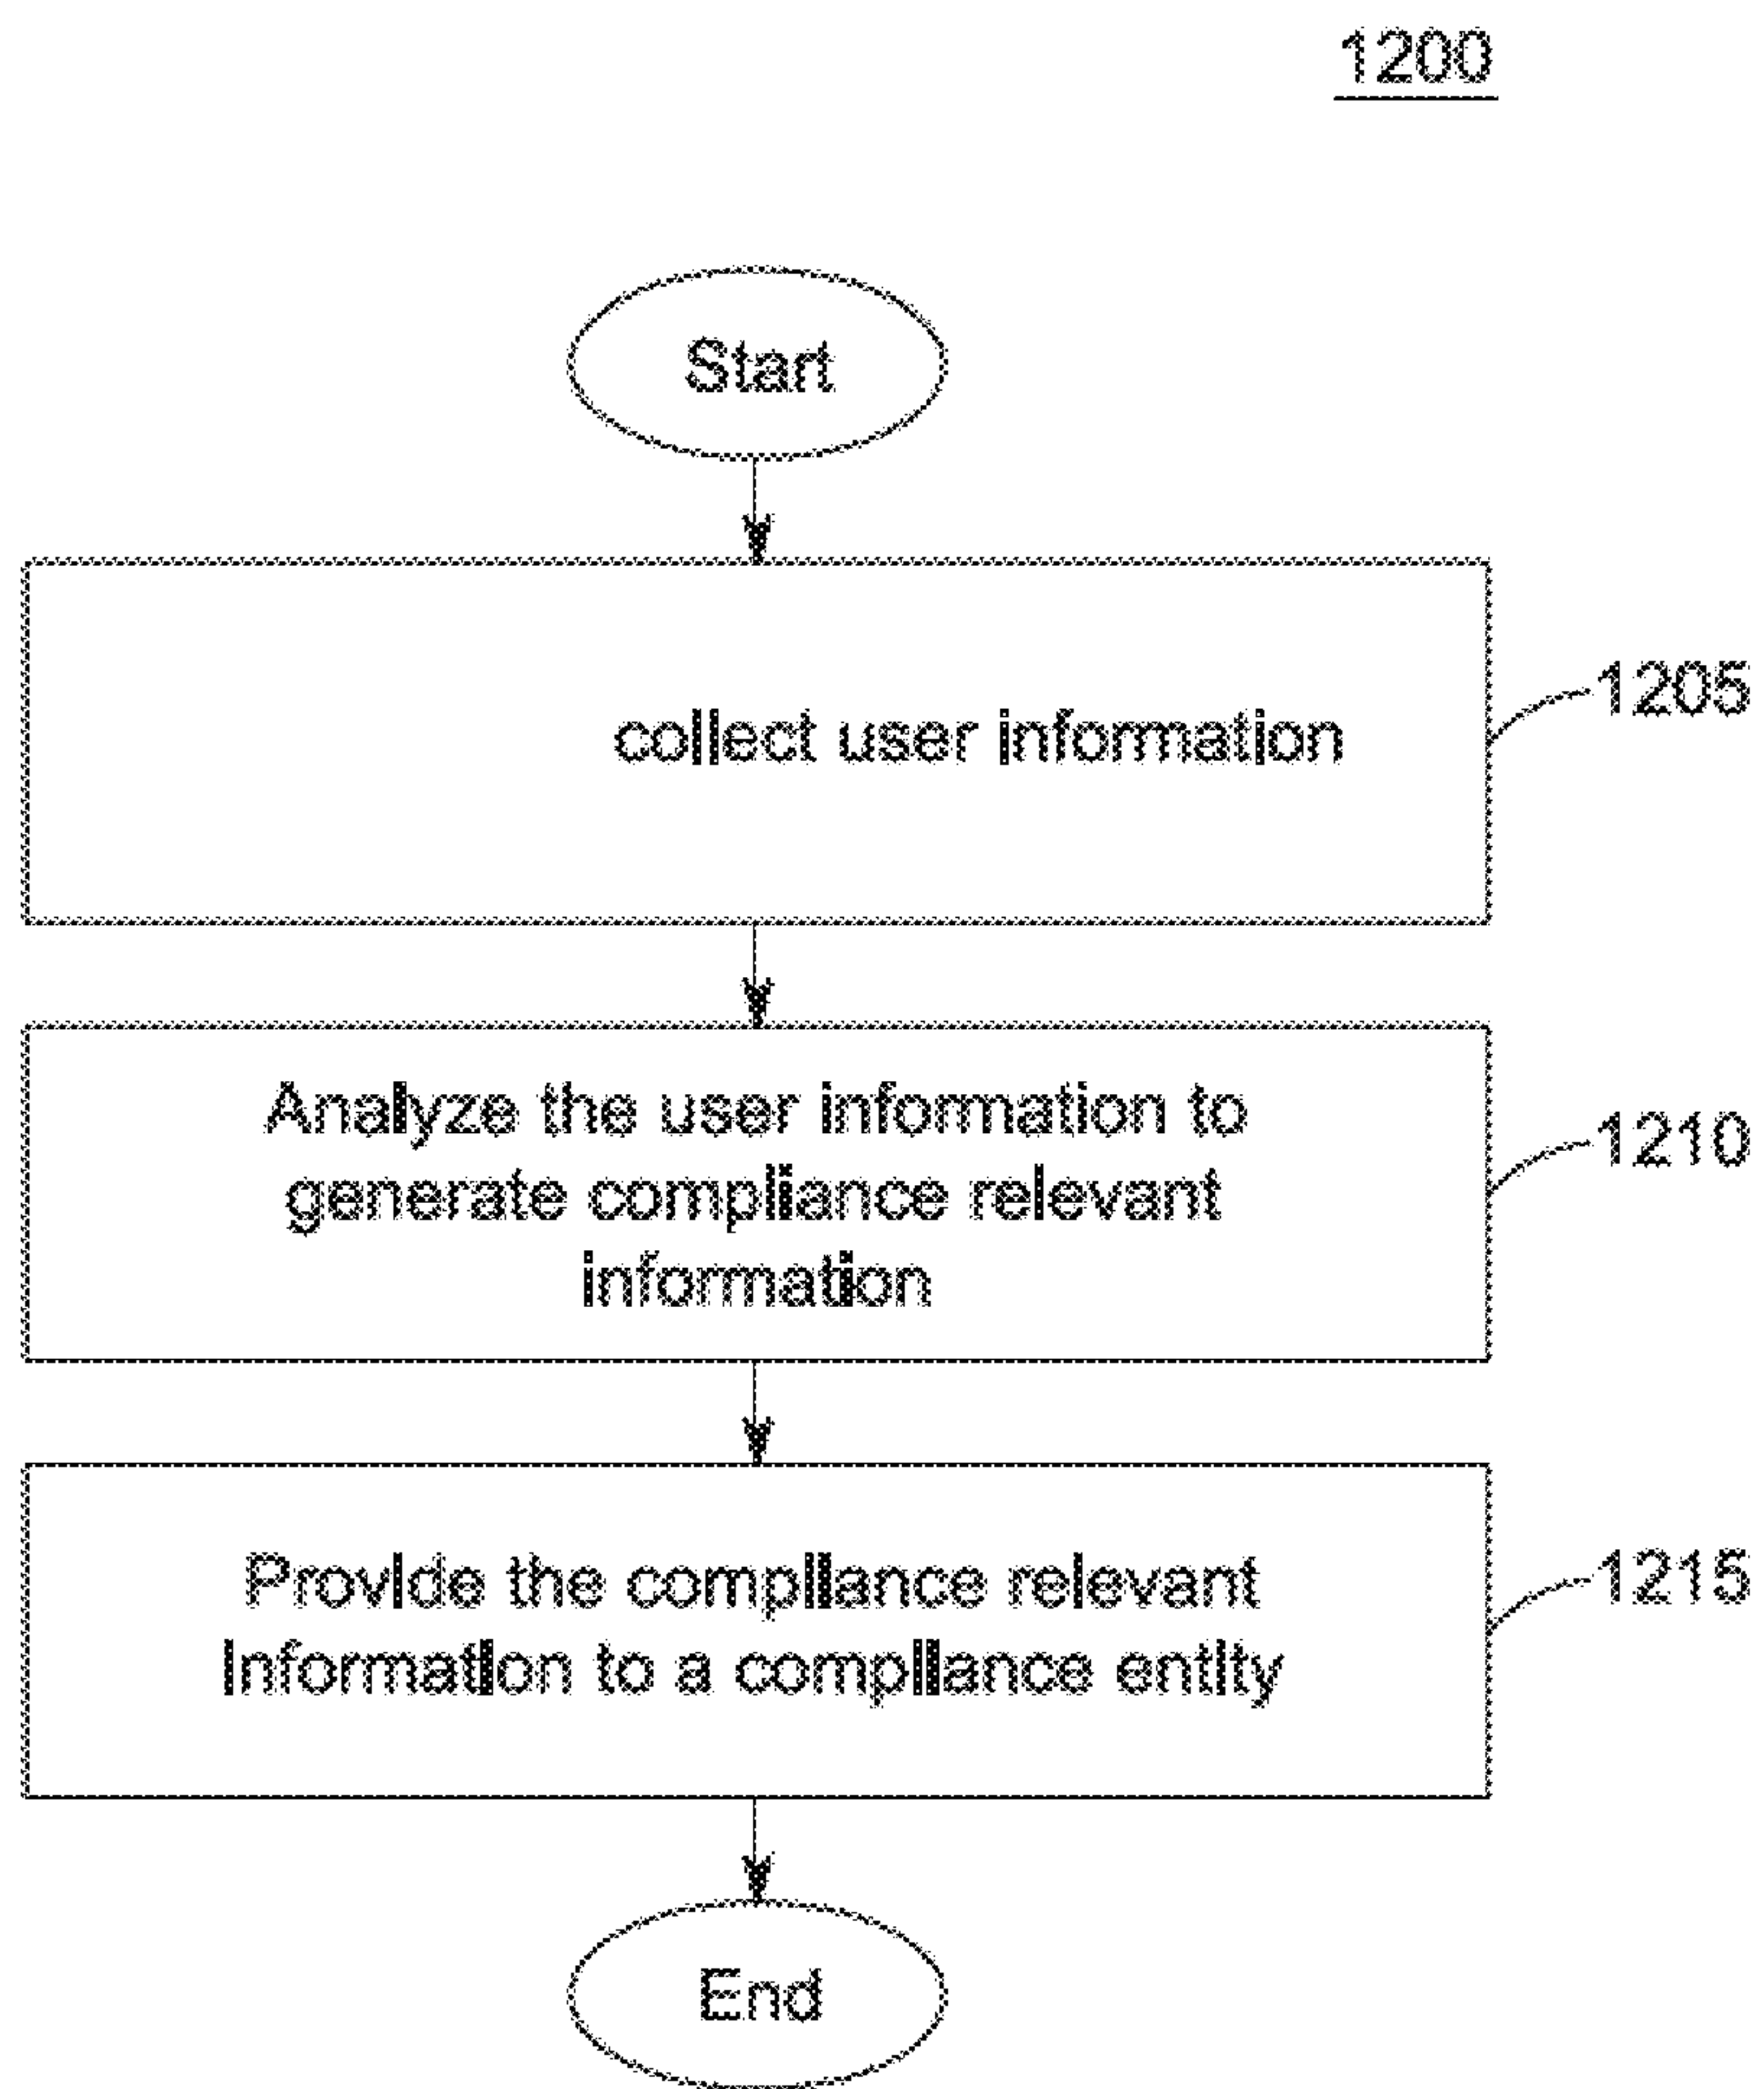 1200
Start
collect user information
1205
Analyze the user information to
generate compliance relevant
information
1210
Provide the compliance relevant
information to a compliance entity
1215
End